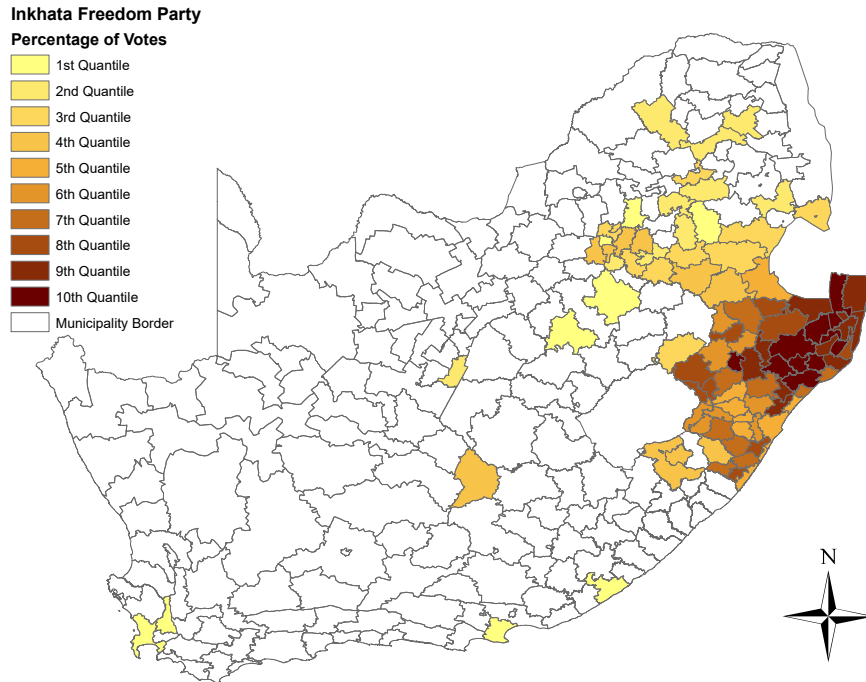 Inkhata Freedom Party
Percentage of Votes
1st Quantile
2nd Quantile
3rd Quantile
4th Quantile
5th Quantile
6th Quantile
7th Quantile
8th Quantile
9th Quantile
10th Quantile
Municipality Border
N